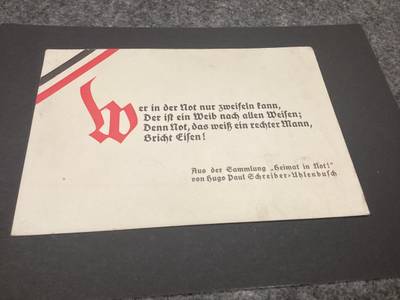 Wer in der Not nur zweifeln kann,
Der ist ein Weib nach allen Weisen;
Denn Not, das weiß ein rechter Mann,
Bricht Eisen!
Aus der Sammlung „Heimat in Not!"
von Hugo Paul Schreiber-Uhlenbusch